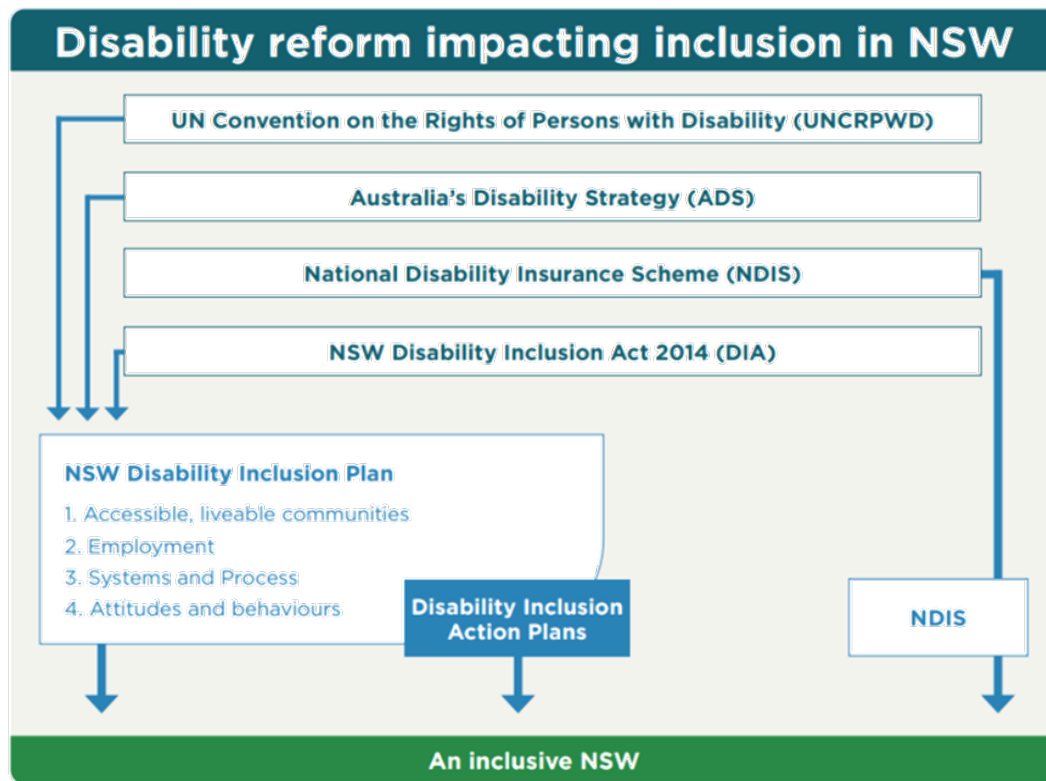 Disability reform impacting inclusion in NSW
UN Convention on the Rights of Persons with Disability (UNCRPWD)
Australia's Disability Strategy (ADS)
National Disability Insurance Scheme (NDIS)
NSW Disability Inclusion Act 2014 (DIA)
NSW Disability Inclusion Plan
1. Accessible, liveable communities
2. Employment
3. Systems and Process
4. Attitudes and behaviours
Disability Inclusion
Action Plans
NDIS
An inclusive NSW